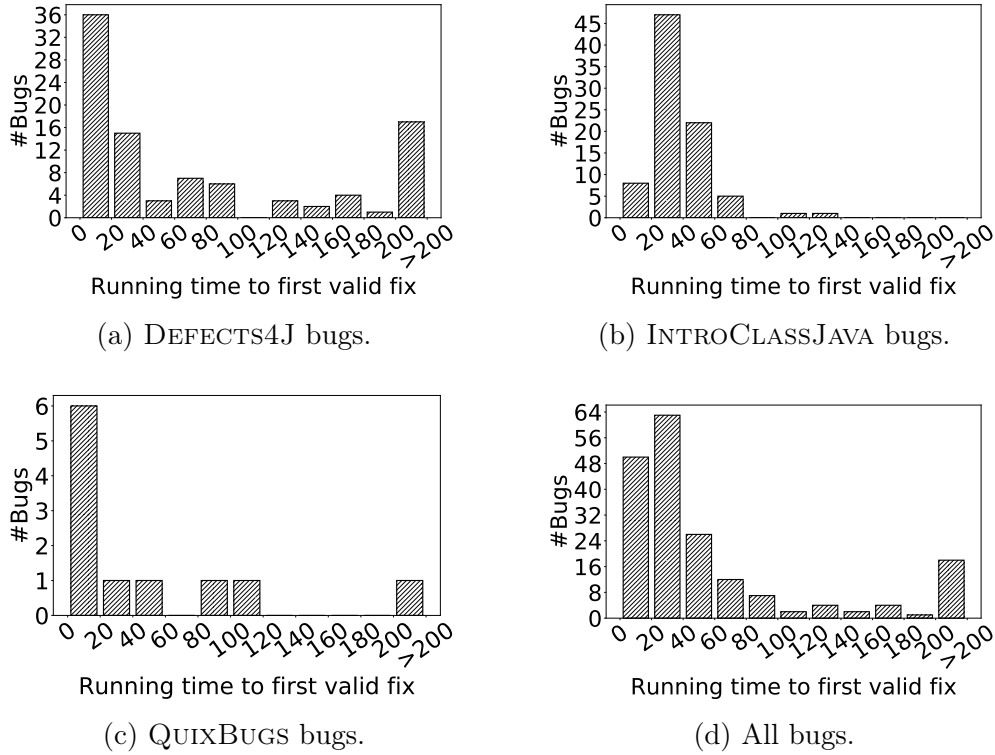 36
32
28
24
20
16
12
8
4
0
#Bugs
0 20 40 60 80 100 120 140 160 180 200 >200
Running time to first valid fix
(a) DEFECTS4J bugs.
45
40
35
30
25
20
15
10
5
0
#Bugs
0 20 40 60 80 100 120 140 160 180 200 >200
Running time to first valid fix
(b) INTROCLASSJAVA bugs.
6
5
4
3
2
1
0
#Bugs
0 20 40 60 80 100 120 140 160 180 200 >200
Running time to first valid fix
(c) QUIXBUGS bugs.
64
56
48
40
32
24
16
8
0
#Bugs
0 20 40 60 80 100 120 140 160 180 200 >200
Running time to first valid fix
(d) All bugs.